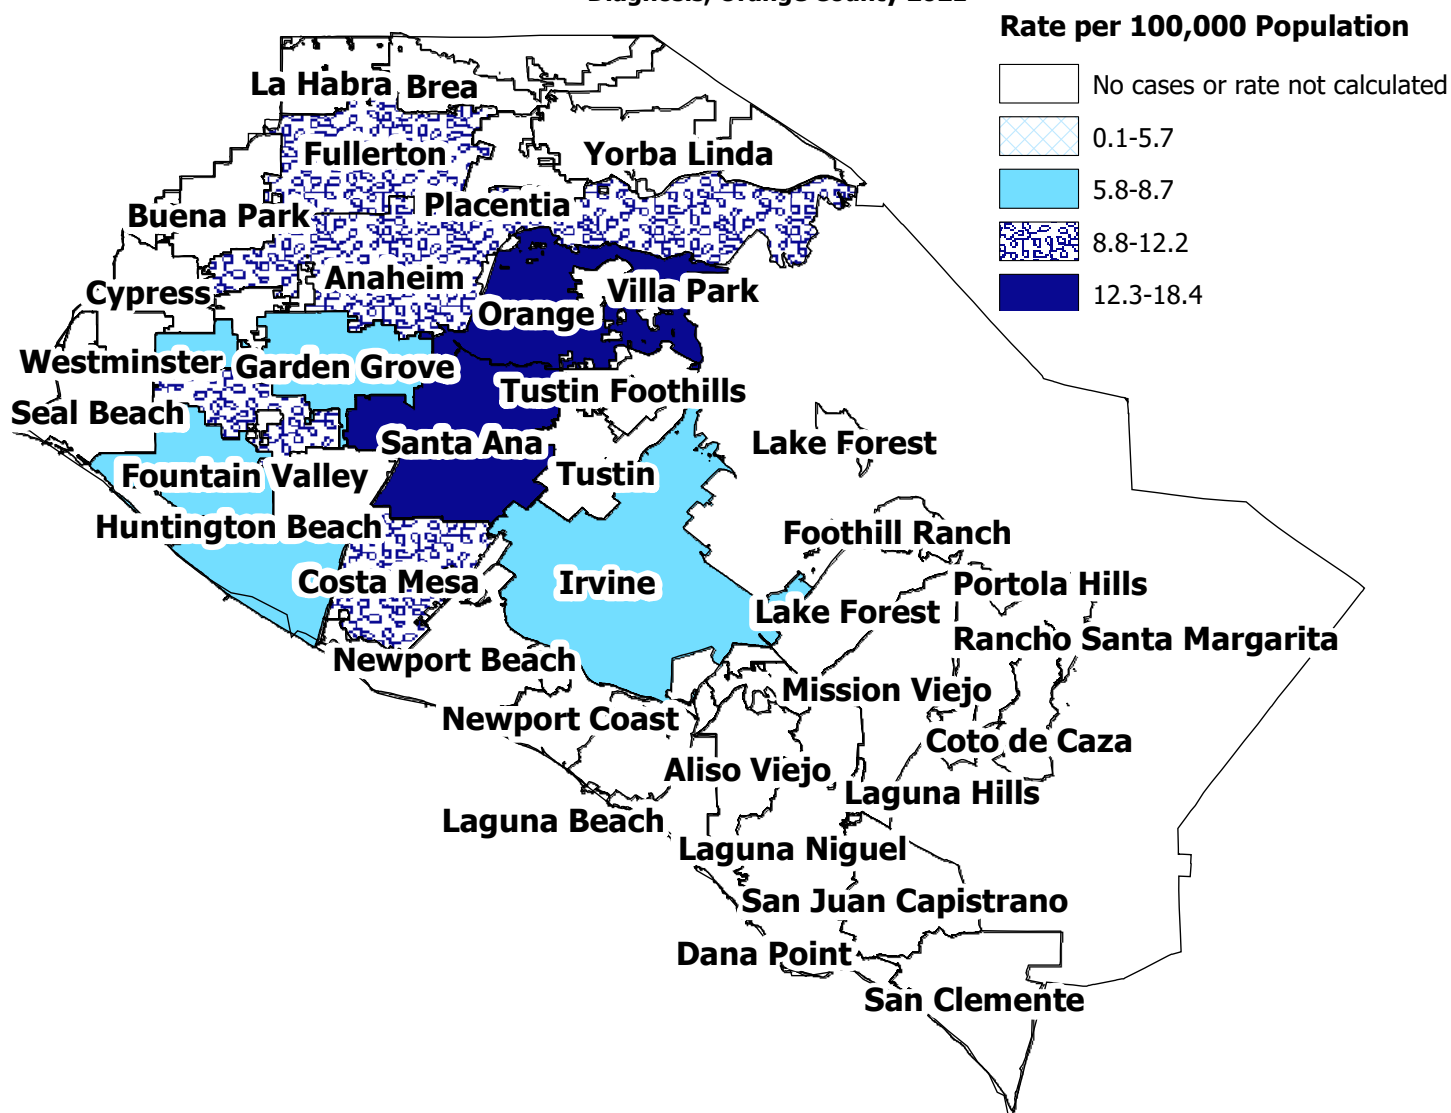 Diagnosis, Orange County 2022
Rate per 100,000 Population
No cases or rate not calculated
0.1-5.7
5.8-8.7
8.8-12.2
12.3-18.4
La Habra
Brea
Fullerton
Yorba Linda
Buena Park
Placentia
Anaheim
Cypress
Villa Park
Orange
Westminster
Garden Grove
Tustin Foothills
Seal Beach
Santa Ana
Lake Forest
Fountain Valley
Tustin
Huntington Beach
Foothill Ranch
Costa Mesa
Irvine
Portola Hills
Lake Forest
Rancho Santa Margarita
Newport Beach
Mission Viejo
Newport Coast
Coto de Caza
Aliso Viejo
Laguna Hills
Laguna Beach
Laguna Niguel
San Juan Capistrano
Dana Point
San Clemente